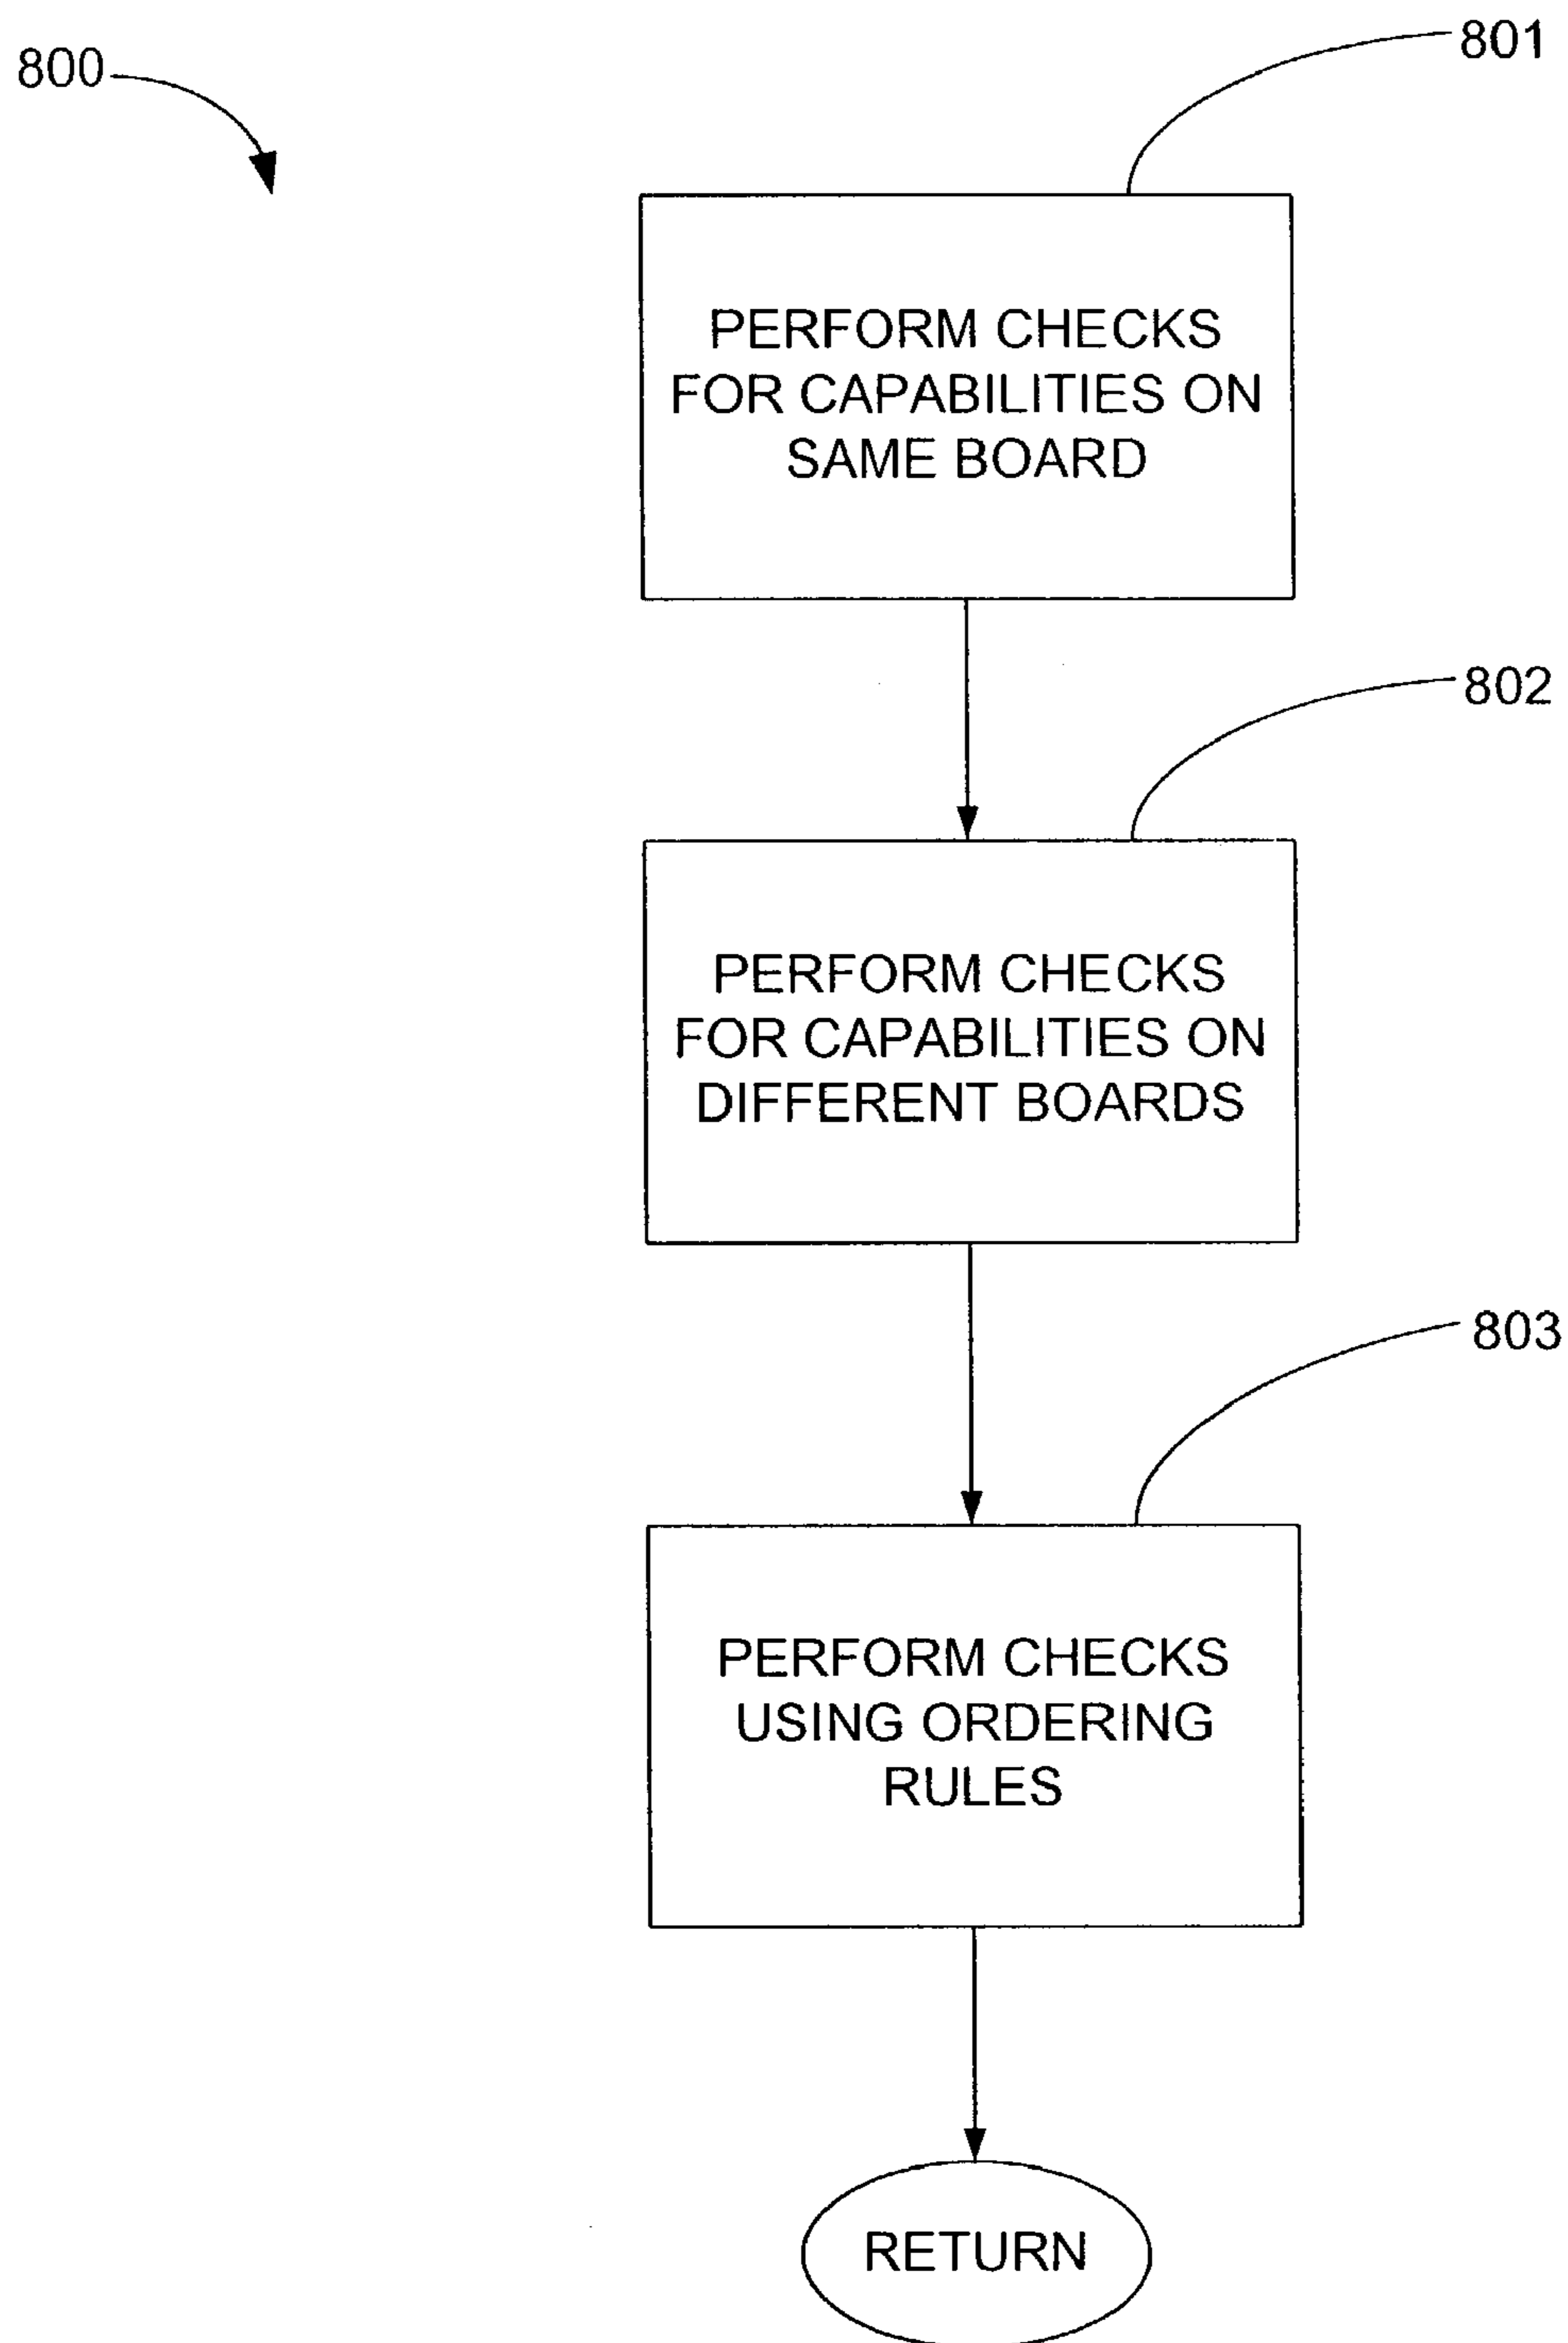 800
801
PERFORM CHECKS
FOR CAPABILITIES ON
SAME BOARD
802
PERFORM CHECKS
FOR CAPABILITIES ON
DIFFERENT BOARDS
803
PERFORM CHECKS
USING ORDERING
RULES
RETURN